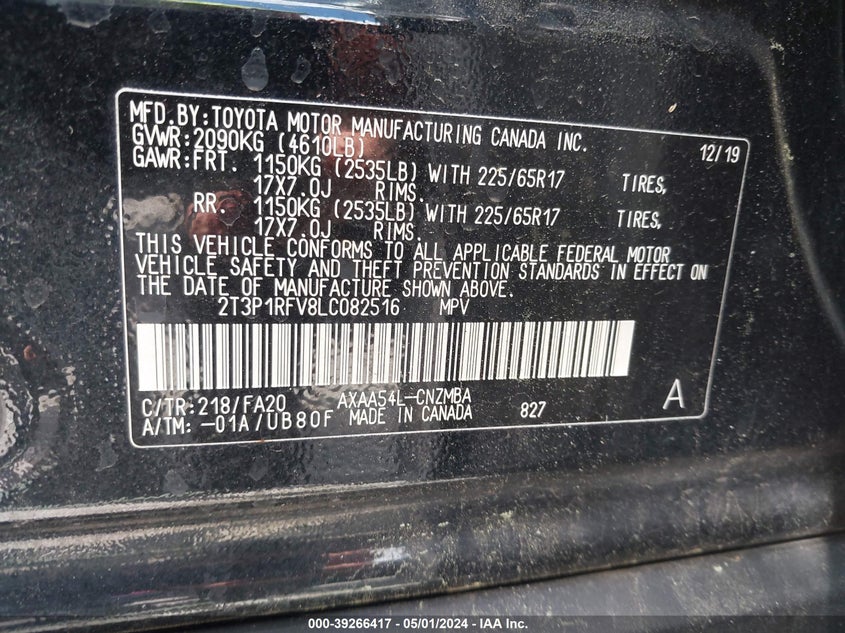 MFD.BY:TOYOTA MOTOR MANUFACTURING CANADA INC.
GVWR:2090KG (4610LB) 12/19
GAWR:FRT. 1150KG (2535LB) WITH 225/65R17 TIRES,
17X7.0J RIMS.
RR. 1150KG (2535LB) WITH 225/65R17 TIRES,
17X7.0J RIMS.
THIS VEHICLE CONFORMS TO ALL APPLICABLE FEDERAL MOTOR
VEHICLE SAFETY AND THEFT PREVENTION STANDARDS IN EFFECT ON
THE DATE OF MANUFACTURE SHOWN ABOVE.
2T3P1RFV8LC082516 MPV
C/TR:218/FA20 AXAA54L-CNZMBA A
A/TM:-01A/UB80F MADE IN CANADA 827
000-39266417 - 05/01/2024 - IAA Inc.